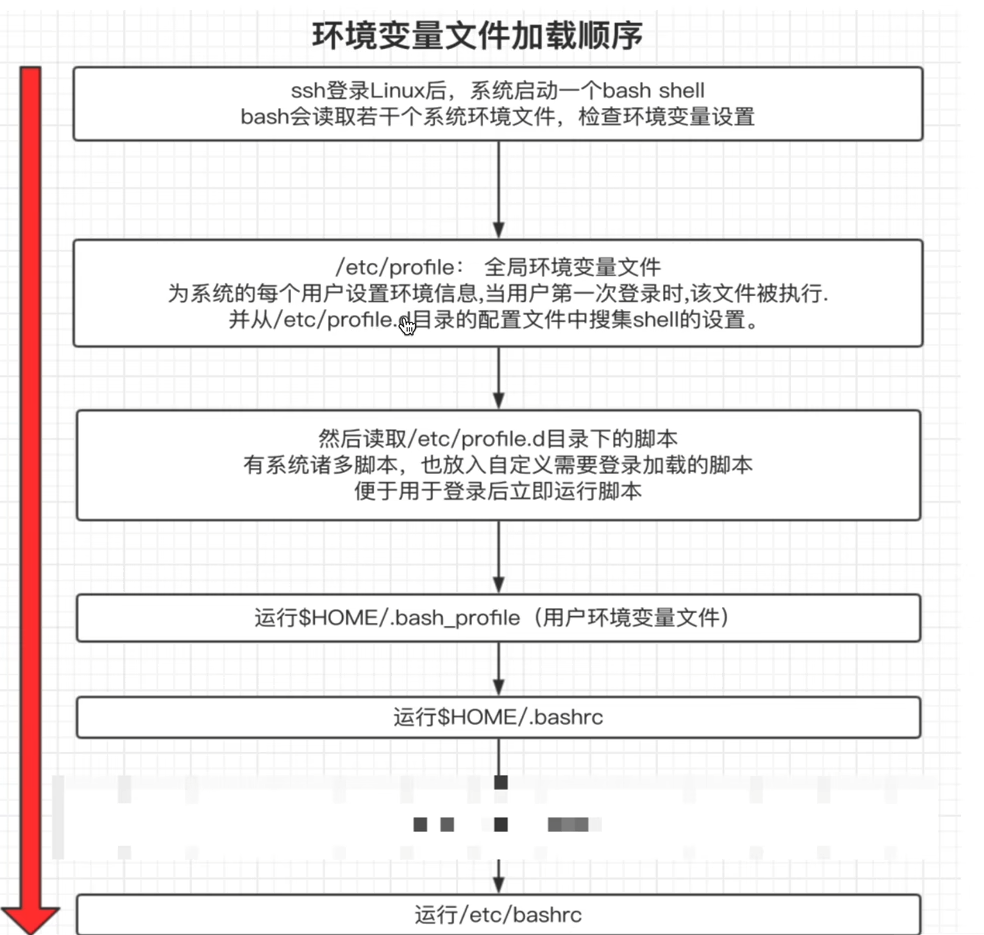 环境变量文件加载顺序
ssh登录Linux后，系统启动一个bash shell
bash会读取若干个系统环境文件，检查环境变量设置
/etc/profile： 全局环境变量文件
为系统的每个用户设置环境信息,当用户第一次登录时,该文件被执行.
并从/etc/profile.d目录的配置文件中搜集shell的设置。
然后读取/etc/profile.d目录下的脚本
有系统诸多脚本，也放入自定义需要登录加载的脚本
便于用于登录后立即运行脚本
运行$HOME/.bash_profile（用户环境变量文件）
运行$HOME/.bashrc
运行/etc/bashrc